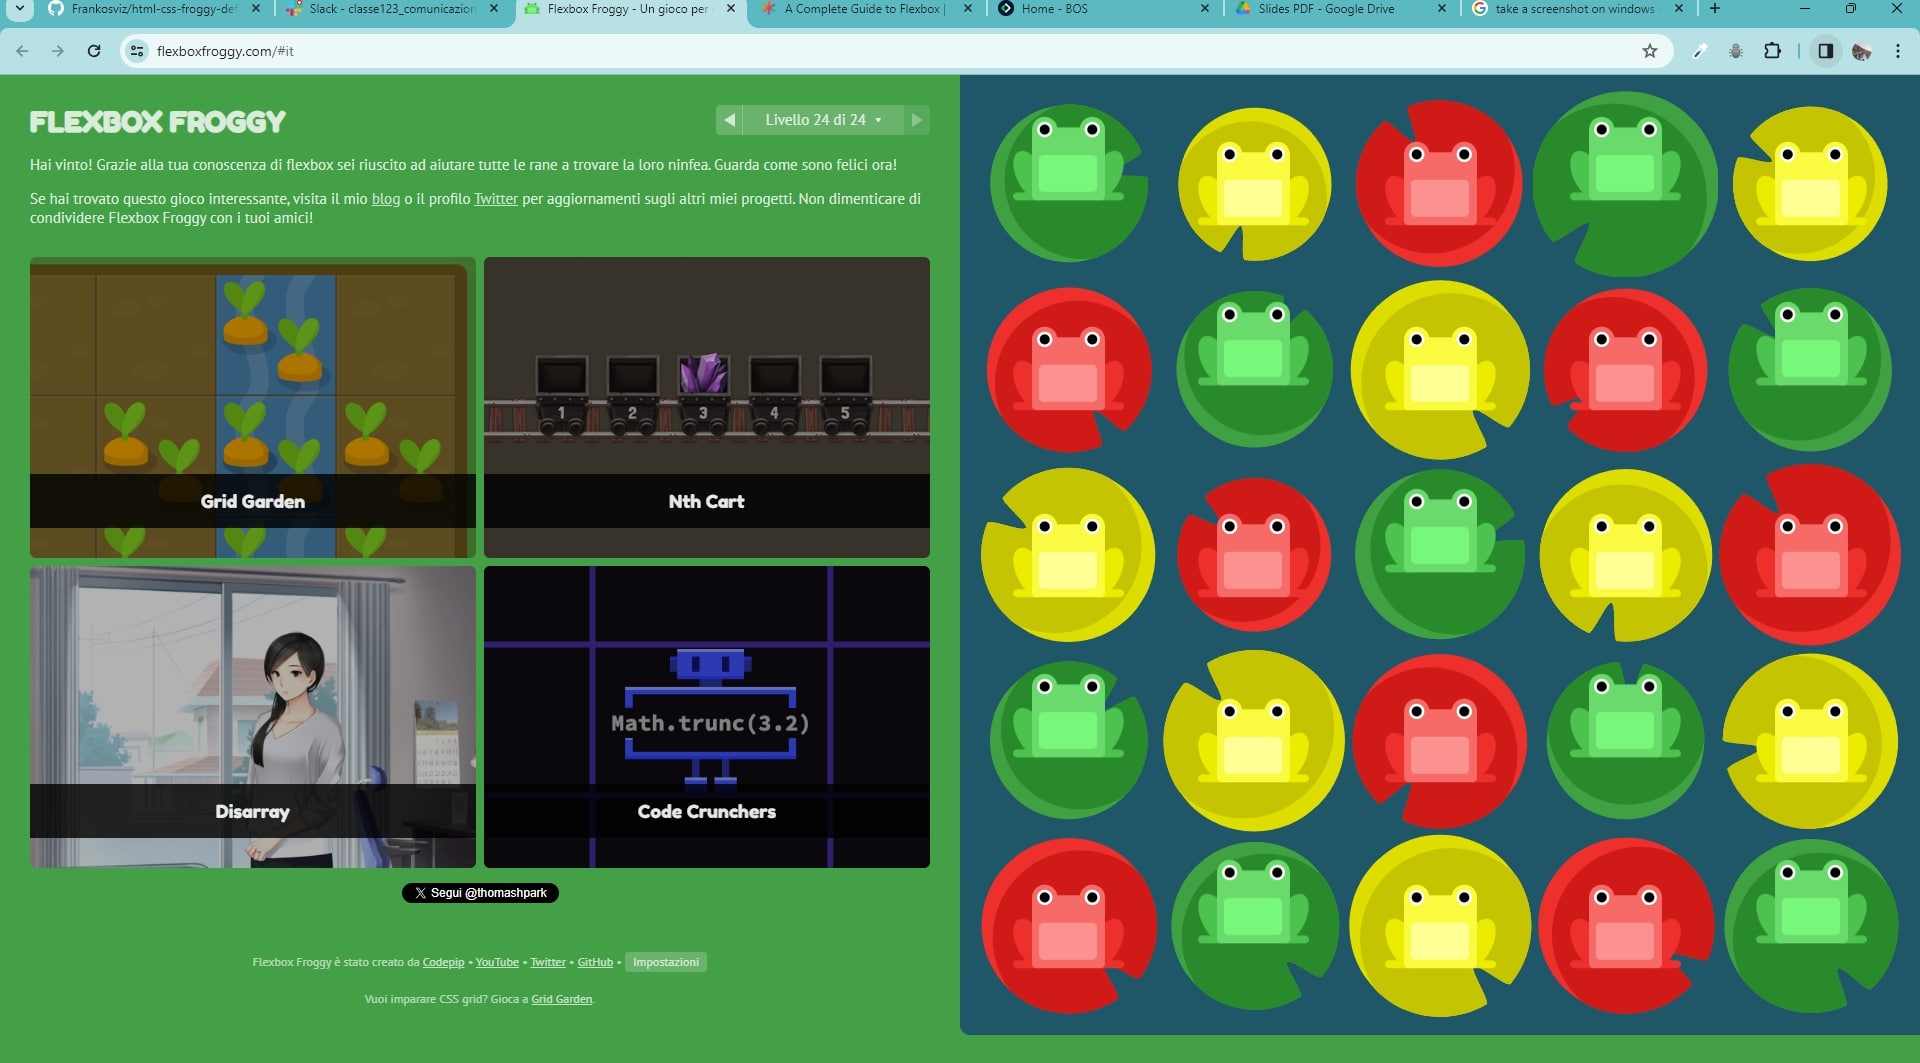 Frankosviz/html-css-froggy-def
Slack - classe123_comunicazion
Flexbox Froggy - Un gioco per
A Complete Guide to Flexbox |
Home - BOS
Slides PDF - Google Drive
take a screenshot on windows
flexboxfroggy.com/#it
FLEXBOX FROGGY
Livello 24 di 24
Hai vinto! Grazie alla tua conoscenza di flexbox sei riuscito ad aiutare tutte le rane a trovare la loro ninfea. Guarda come sono felici ora!
Se hai trovato questo gioco interessante, visita il mio blog o il profilo Twitter per aggiornamenti sugli altri miei progetti. Non dimenticare di
condividere Flexbox Froggy con i tuoi amici!
1 2 3 4 5
Grid Garden
Nth Cart
Math.trunc(3.2)
Disarray
Code Crunchers
Segui @thomashpark
Flexbox Froggy è stato creato da Codepip • YouTube • Twitter • GitHub • Impostazioni
Vuoi imparare CSS grid? Gioca a Grid Garden.